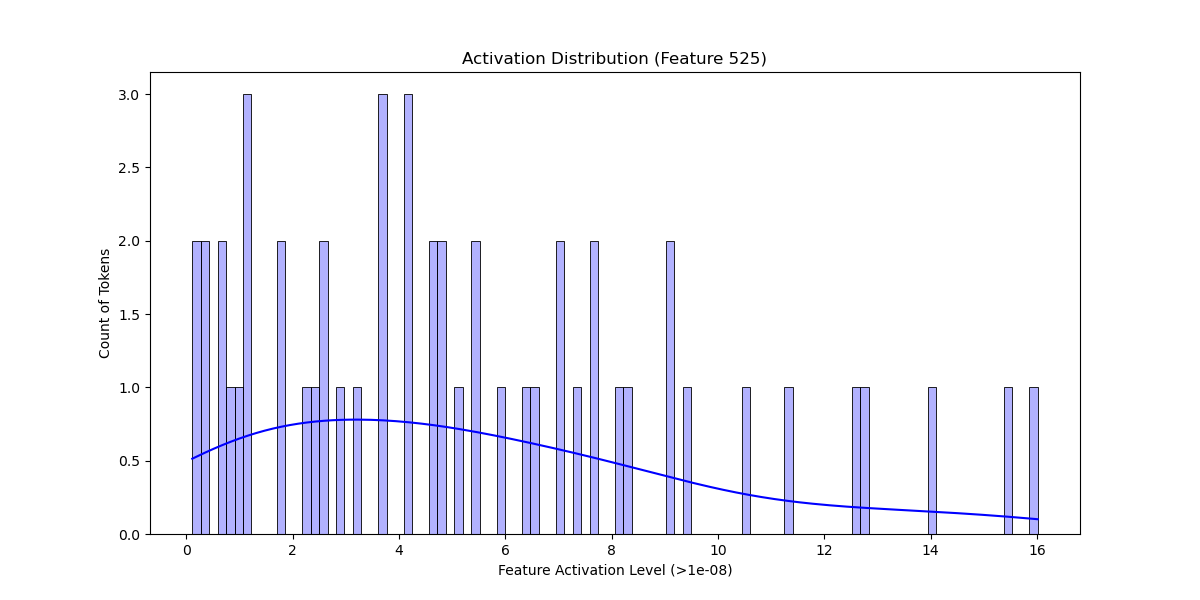 Activation Distribution (Feature 525)
3.0
2.5
2.0
1.5
1.0
0.5
0.0
Count of Tokens
0 2 4 6 8 10 12 14 16
Feature Activation Level (>1e-08)